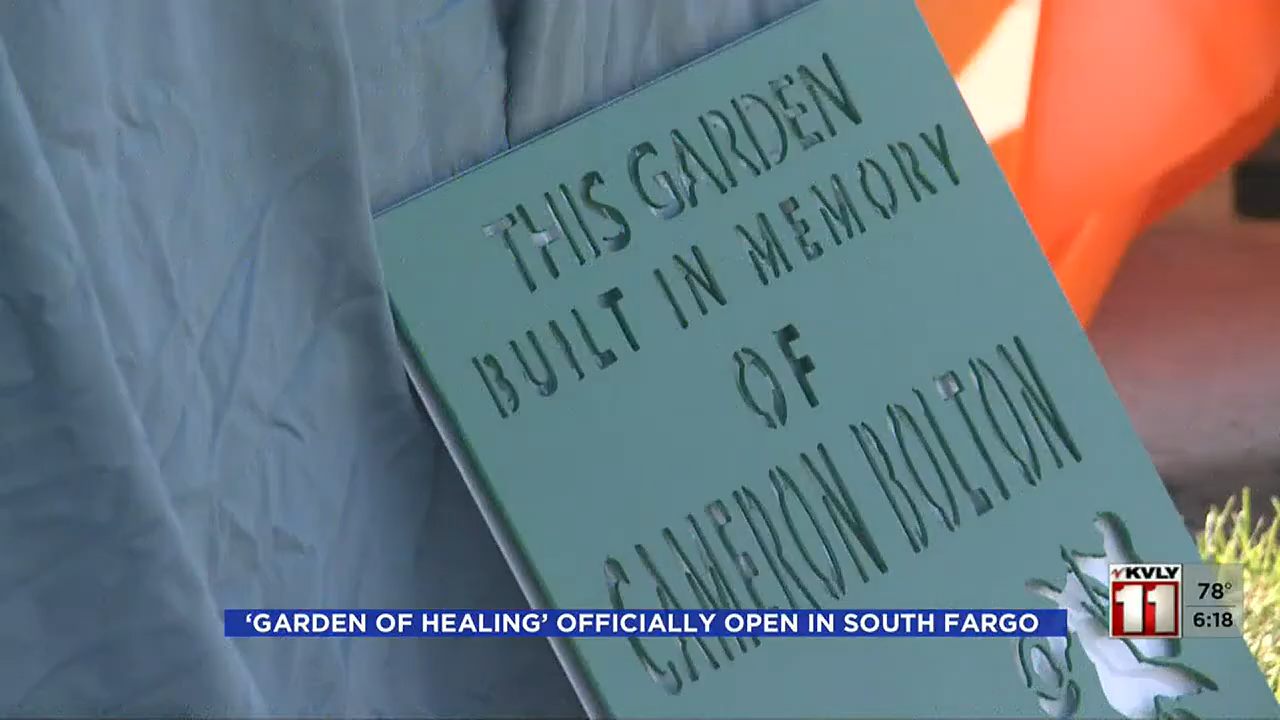 THIS GARDEN
BUILT IN MEMORY
OF
CAMERON BOLTON
‘GARDEN OF HEALING’ OFFICIALLY OPEN IN SOUTH FARGO
KVLY
11
78°
6:18